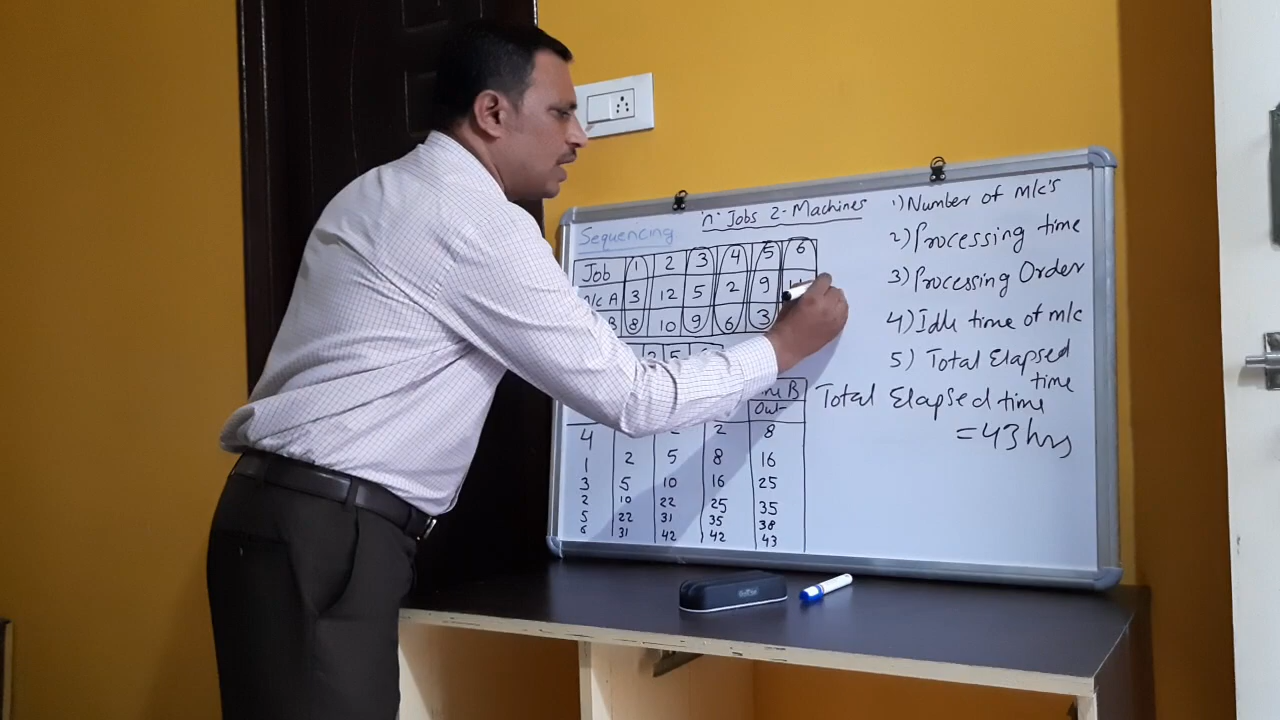 "n" Jobs 2-Machines
Sequencing
Job 1 2 3 4 5 6
m/c A 3 12 5 2 9
B 8 10 9 6 3
2 5
B
Out
4 2 8
1 2 5 8 16
3 5 10 16 25
2 10 22 25 35
5 22 31 35 38
6 31 42 42 43
1) Number of m/c's
2) Processing time
3) Processing Order
4) Idle time of m/c
5) Total Elapsed
time
Total Elapsed time
= 43 hrs